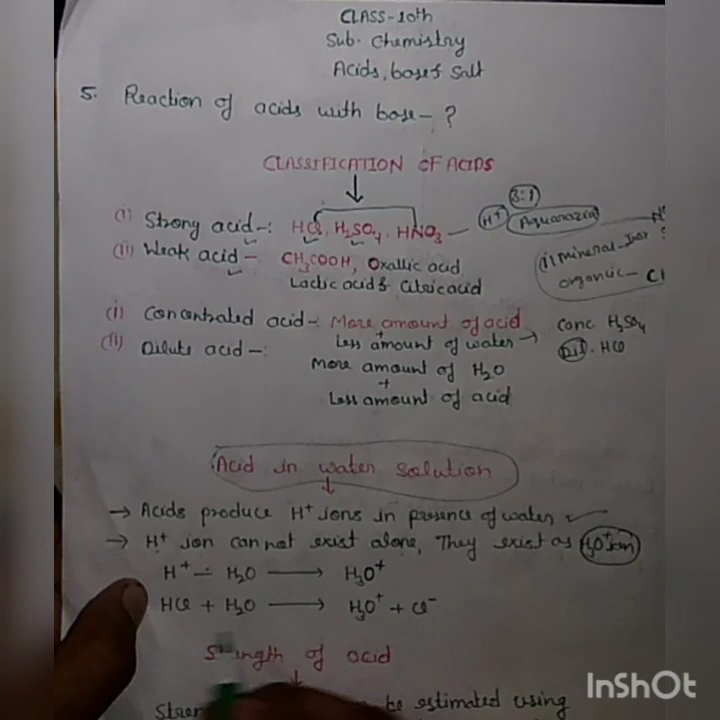 CLASS-10th
Sub. Chemistry
Acids, base & Salt
5. Reaction of acids with base - ?
CLASSIFICATION OF ACIDS
(i) Strong acid -: HCl, H2SO4, HNO3 - H+ 3:1 Aquarazia
(ii) Weak acid - CH3COOH, Oxallic acid
Lactic acid & Citric acid
(i) mineral -
organic -
(i) Concentrated acid -: More amount of acid
+
Less amount of water → Conc H2SO4
(ii) Dilute acid -: Dil. HCl
More amount of H2O
+
Less amount of acid
Acid in water solution
→ Acids produce H+ ions in presence of water
→ H+ ion can not exist alone, They exist as H3O+ ion
H+ - H2O → H3O+
HCl + H2O → H3O+ + Cl-
of acid
be estimated using
InShOt